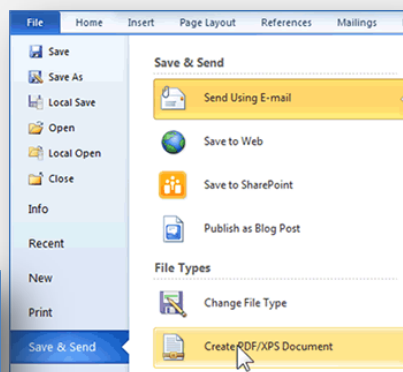 File Home Insert Page Layout References Mailings
Save
Save As
Local Save
Open
Local Open
Close
Info
Recent
New
Print
Save & Send
Save & Send
Send Using E-mail
Save to Web
Save to SharePoint
Publish as Blog Post
File Types
Change File Type
Create PDF/XPS Document